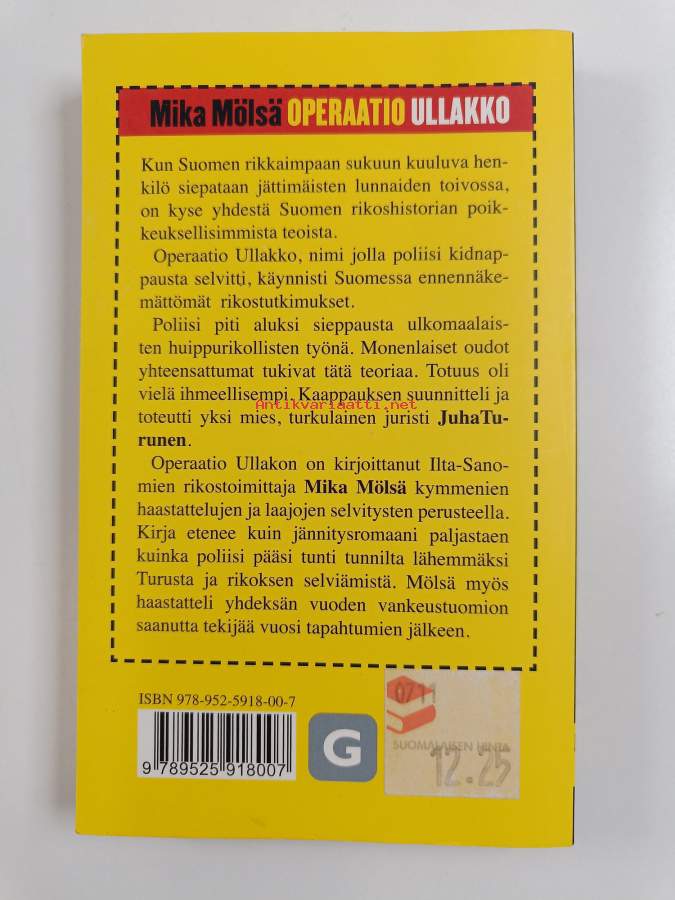 Mika Mölsä OPERAATIO ULLAKKO
Kun Suomen rikkaimpaan sukuun kuuluva hen-
kilö siepataan jättimäisten lunnaiden toivossa,
on kyse yhdestä Suomen rikoshistorian poik-
keuksellisimmista teoista.
Operaatio Ullakko, nimi jolla poliisi kidnap-
pausta selvitti, käynnisti Suomessa ennennäke-
mättömät rikostutkimukset.
Poliisi piti aluksi sieppausta ulkomaalais-
ten huippurikollisten työnä. Monenlaiset oudot
yhteensattumat tukivat tätä teoriaa. Totuus oli
vielä ihmeellisempi. Kaappauksen suunnitteli ja
Antikvariaatti.net
toteutti yksi mies, turkulainen juristi JuhaTu-
runen.
Operaatio Ullakon on kirjoittanut Ilta-Sano-
mien rikostoimittaja Mika Mölsä kymmenien
haastattelujen ja laajojen selvitysten perusteella.
Kirja etenee kuin jännitysromaani paljastaen
kuinka poliisi pääsi tunti tunnilta lähemmäksi
Turusta ja rikoksen selviämistä. Mölsä myös
haastatteli yhdeksän vuoden vankeustuomion
saanutta tekijää vuosi tapahtumien jälkeen.
ISBN 978-952-5918-00-7
9 789525 918007
G
0711
SUOMALAISEN HINTA
12.25